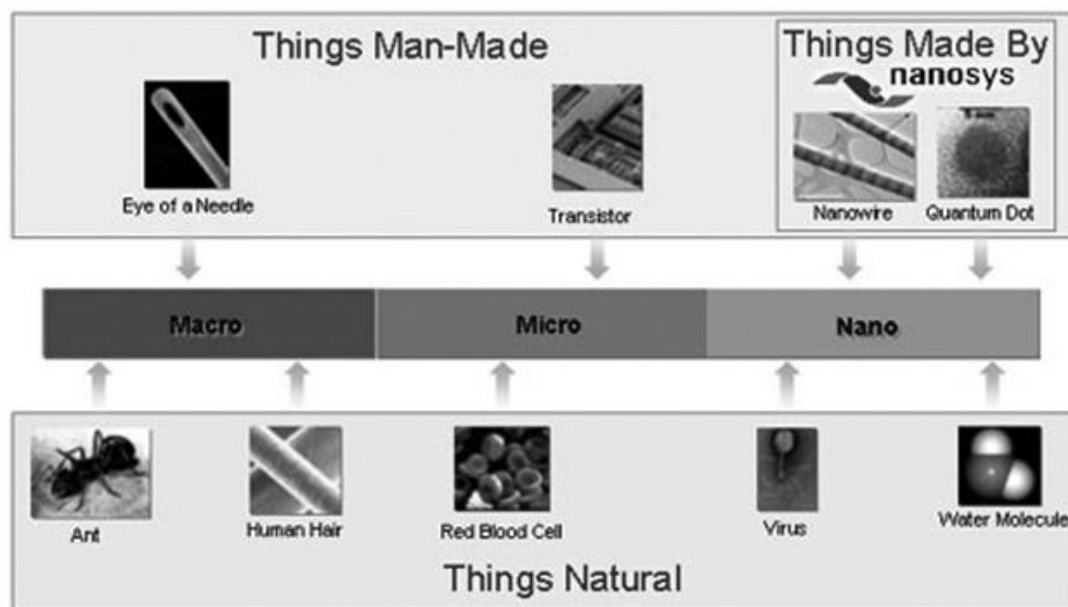 Things Man-Made
Things Made By
nanosys
Eye of a Needle
Transistor
Nanowire
Quantum Dot
Macro
Micro
Nano
Ant
Human Hair
Red Blood Cell
Virus
Water Molecule
Things Natural